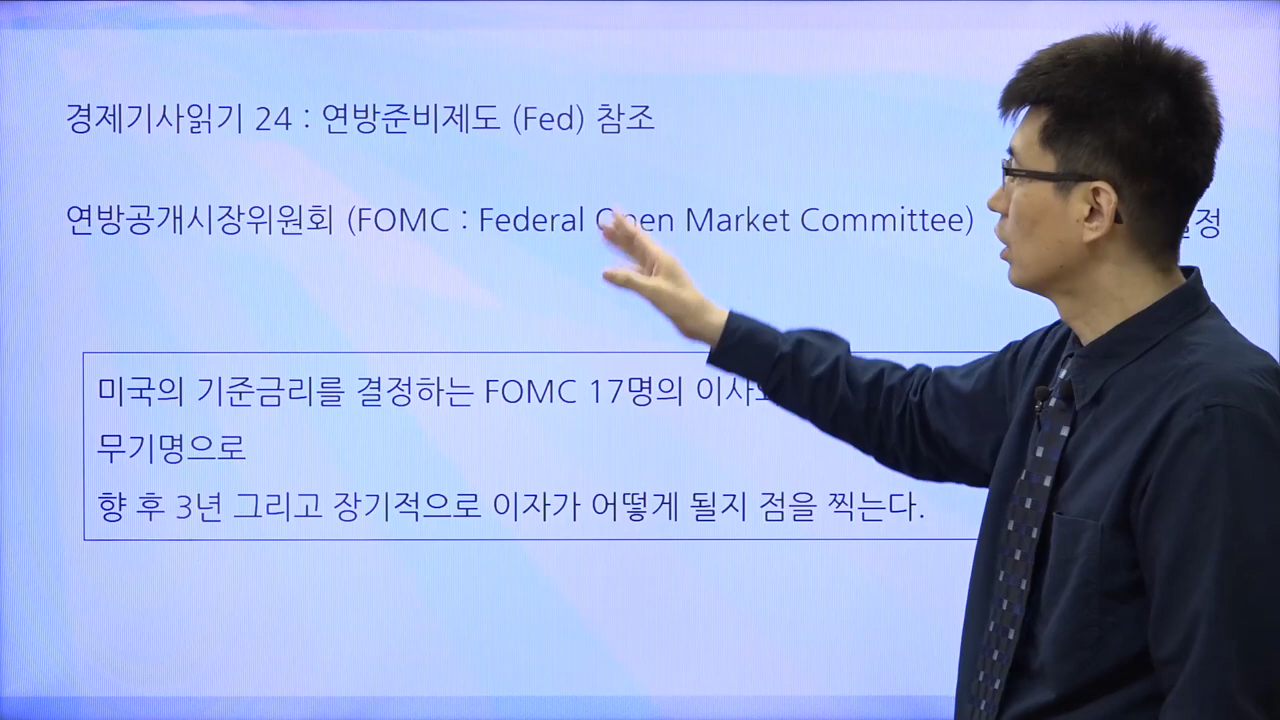 경제기사읽기 24 : 연방준비제도 (Fed) 참조
연방공개시장위원회 (FOMC : Federal Open Market Committee)
미국의 기준금리를 결정하는 FOMC 17명의
무기명으로
향 후 3년 그리고 장기적으로 이자가 어떻게 될지 점을 찍는다.